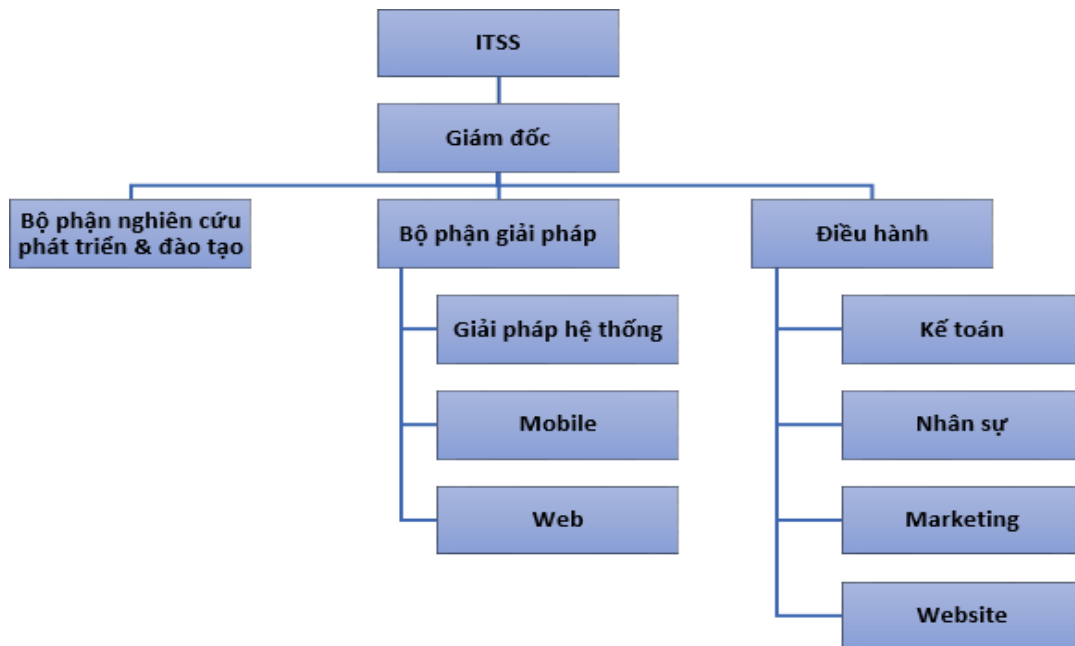 ITSS
Giám đốc
Bộ phận nghiên cứu
phát triển & đào tạo
Bộ phận giải pháp
Điều hành
Giải pháp hệ thống
Mobile
Web
Kế toán
Nhân sự
Marketing
Website